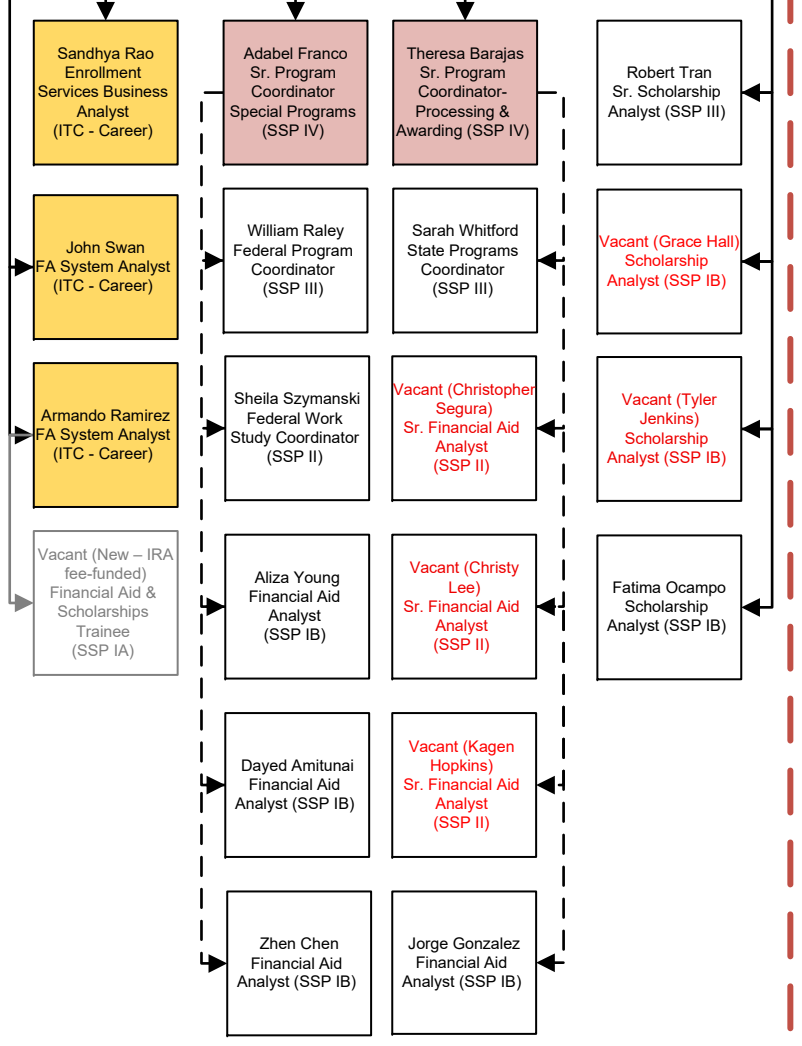 Sandhya Rao
Enrollment
Services Business
Analyst
(ITC - Career)
Adabel Franco
Sr. Program
Coordinator
Special Programs
(SSP IV)
Theresa Barajas
Sr. Program
Coordinator-
Processing &
Awarding (SSP IV)
Robert Tran
Sr. Scholarship
Analyst (SSP III)
John Swan
FA System Analyst
(ITC - Career)
William Raley
Federal Program
Coordinator
(SSP III)
Sarah Whitford
State Programs
Coordinator
(SSP III)
Vacant (Grace Hall)
Scholarship
Analyst (SSP IB)
Armando Ramirez
FA System Analyst
(ITC - Career)
Sheila Szymanski
Federal Work
Study Coordinator
(SSP II)
Vacant (Christopher
Segura)
Sr. Financial Aid
Analyst
(SSP II)
Vacant (Tyler
Jenkins)
Scholarship
Analyst (SSP IB)
Vacant (New – IRA
fee-funded)
Financial Aid &
Scholarships
Trainee
(SSP IA)
Aliza Young
Financial Aid
Analyst
(SSP IB)
Vacant (Christy
Lee)
Sr. Financial Aid
Analyst
(SSP II)
Fatima Ocampo
Scholarship
Analyst (SSP IB)
Dayed Amitunai
Financial Aid
Analyst (SSP IB)
Vacant (Kagen
Hopkins)
Sr. Financial Aid
Analyst
(SSP II)
Zhen Chen
Financial Aid
Analyst (SSP IB)
Jorge Gonzalez
Financial Aid
Analyst (SSP IB)